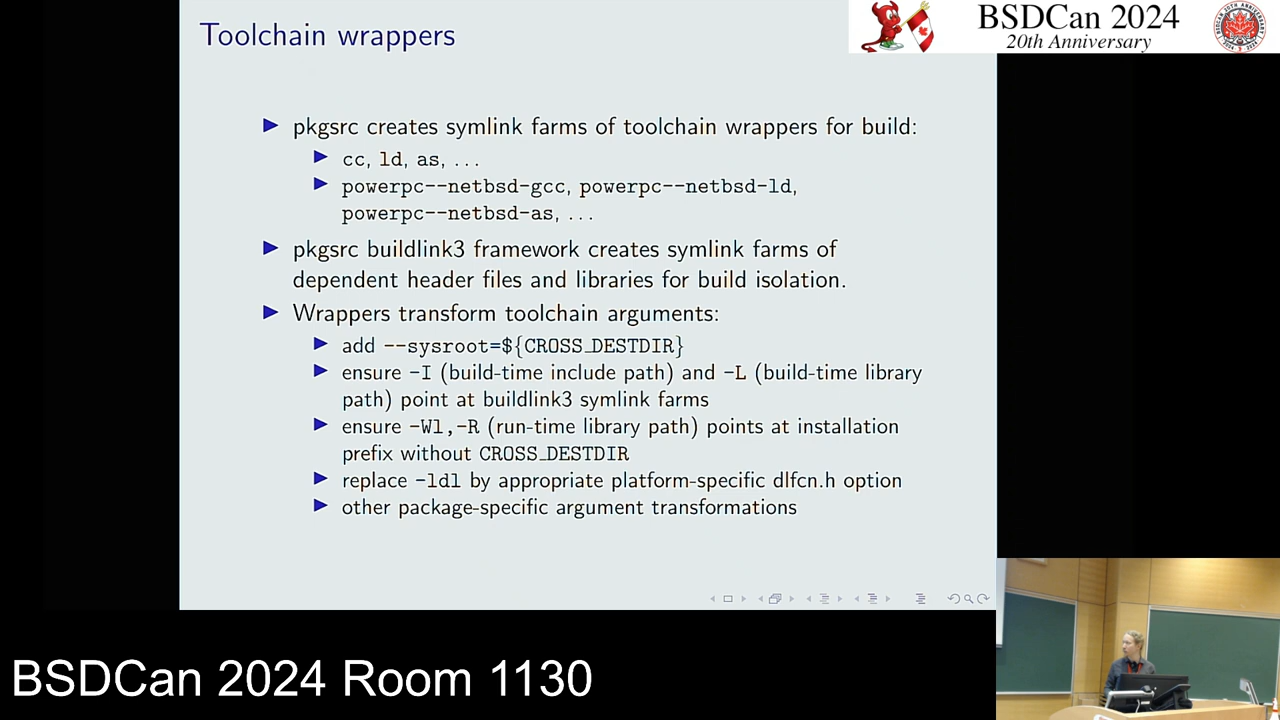 Toolchain wrappers
BSDCan 2024
20th Anniversary
pkgsrc creates symlink farms of toolchain wrappers for build:
cc, ld, as, ...
powerpc--netbsd-gcc, powerpc--netbsd-ld,
powerpc--netbsd-as, ...
pkgsrc buildlink3 framework creates symlink farms of
dependent header files and libraries for build isolation.
Wrappers transform toolchain arguments:
add --sysroot=${CROSS_DESTDIR}
ensure -I (build-time include path) and -L (build-time library
path) point at buildlink3 symlink farms
ensure -Wl,-R (run-time library path) points at installation
prefix without CROSS_DESTDIR
replace -ldl by appropriate platform-specific dlfcn.h option
other package-specific argument transformations
BSDCan 2024 Room 1130